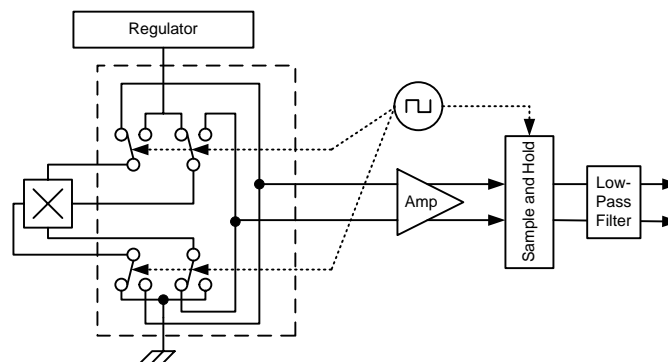 Regulator
Amp
Sample and Hold
Low-
Pass
Filter